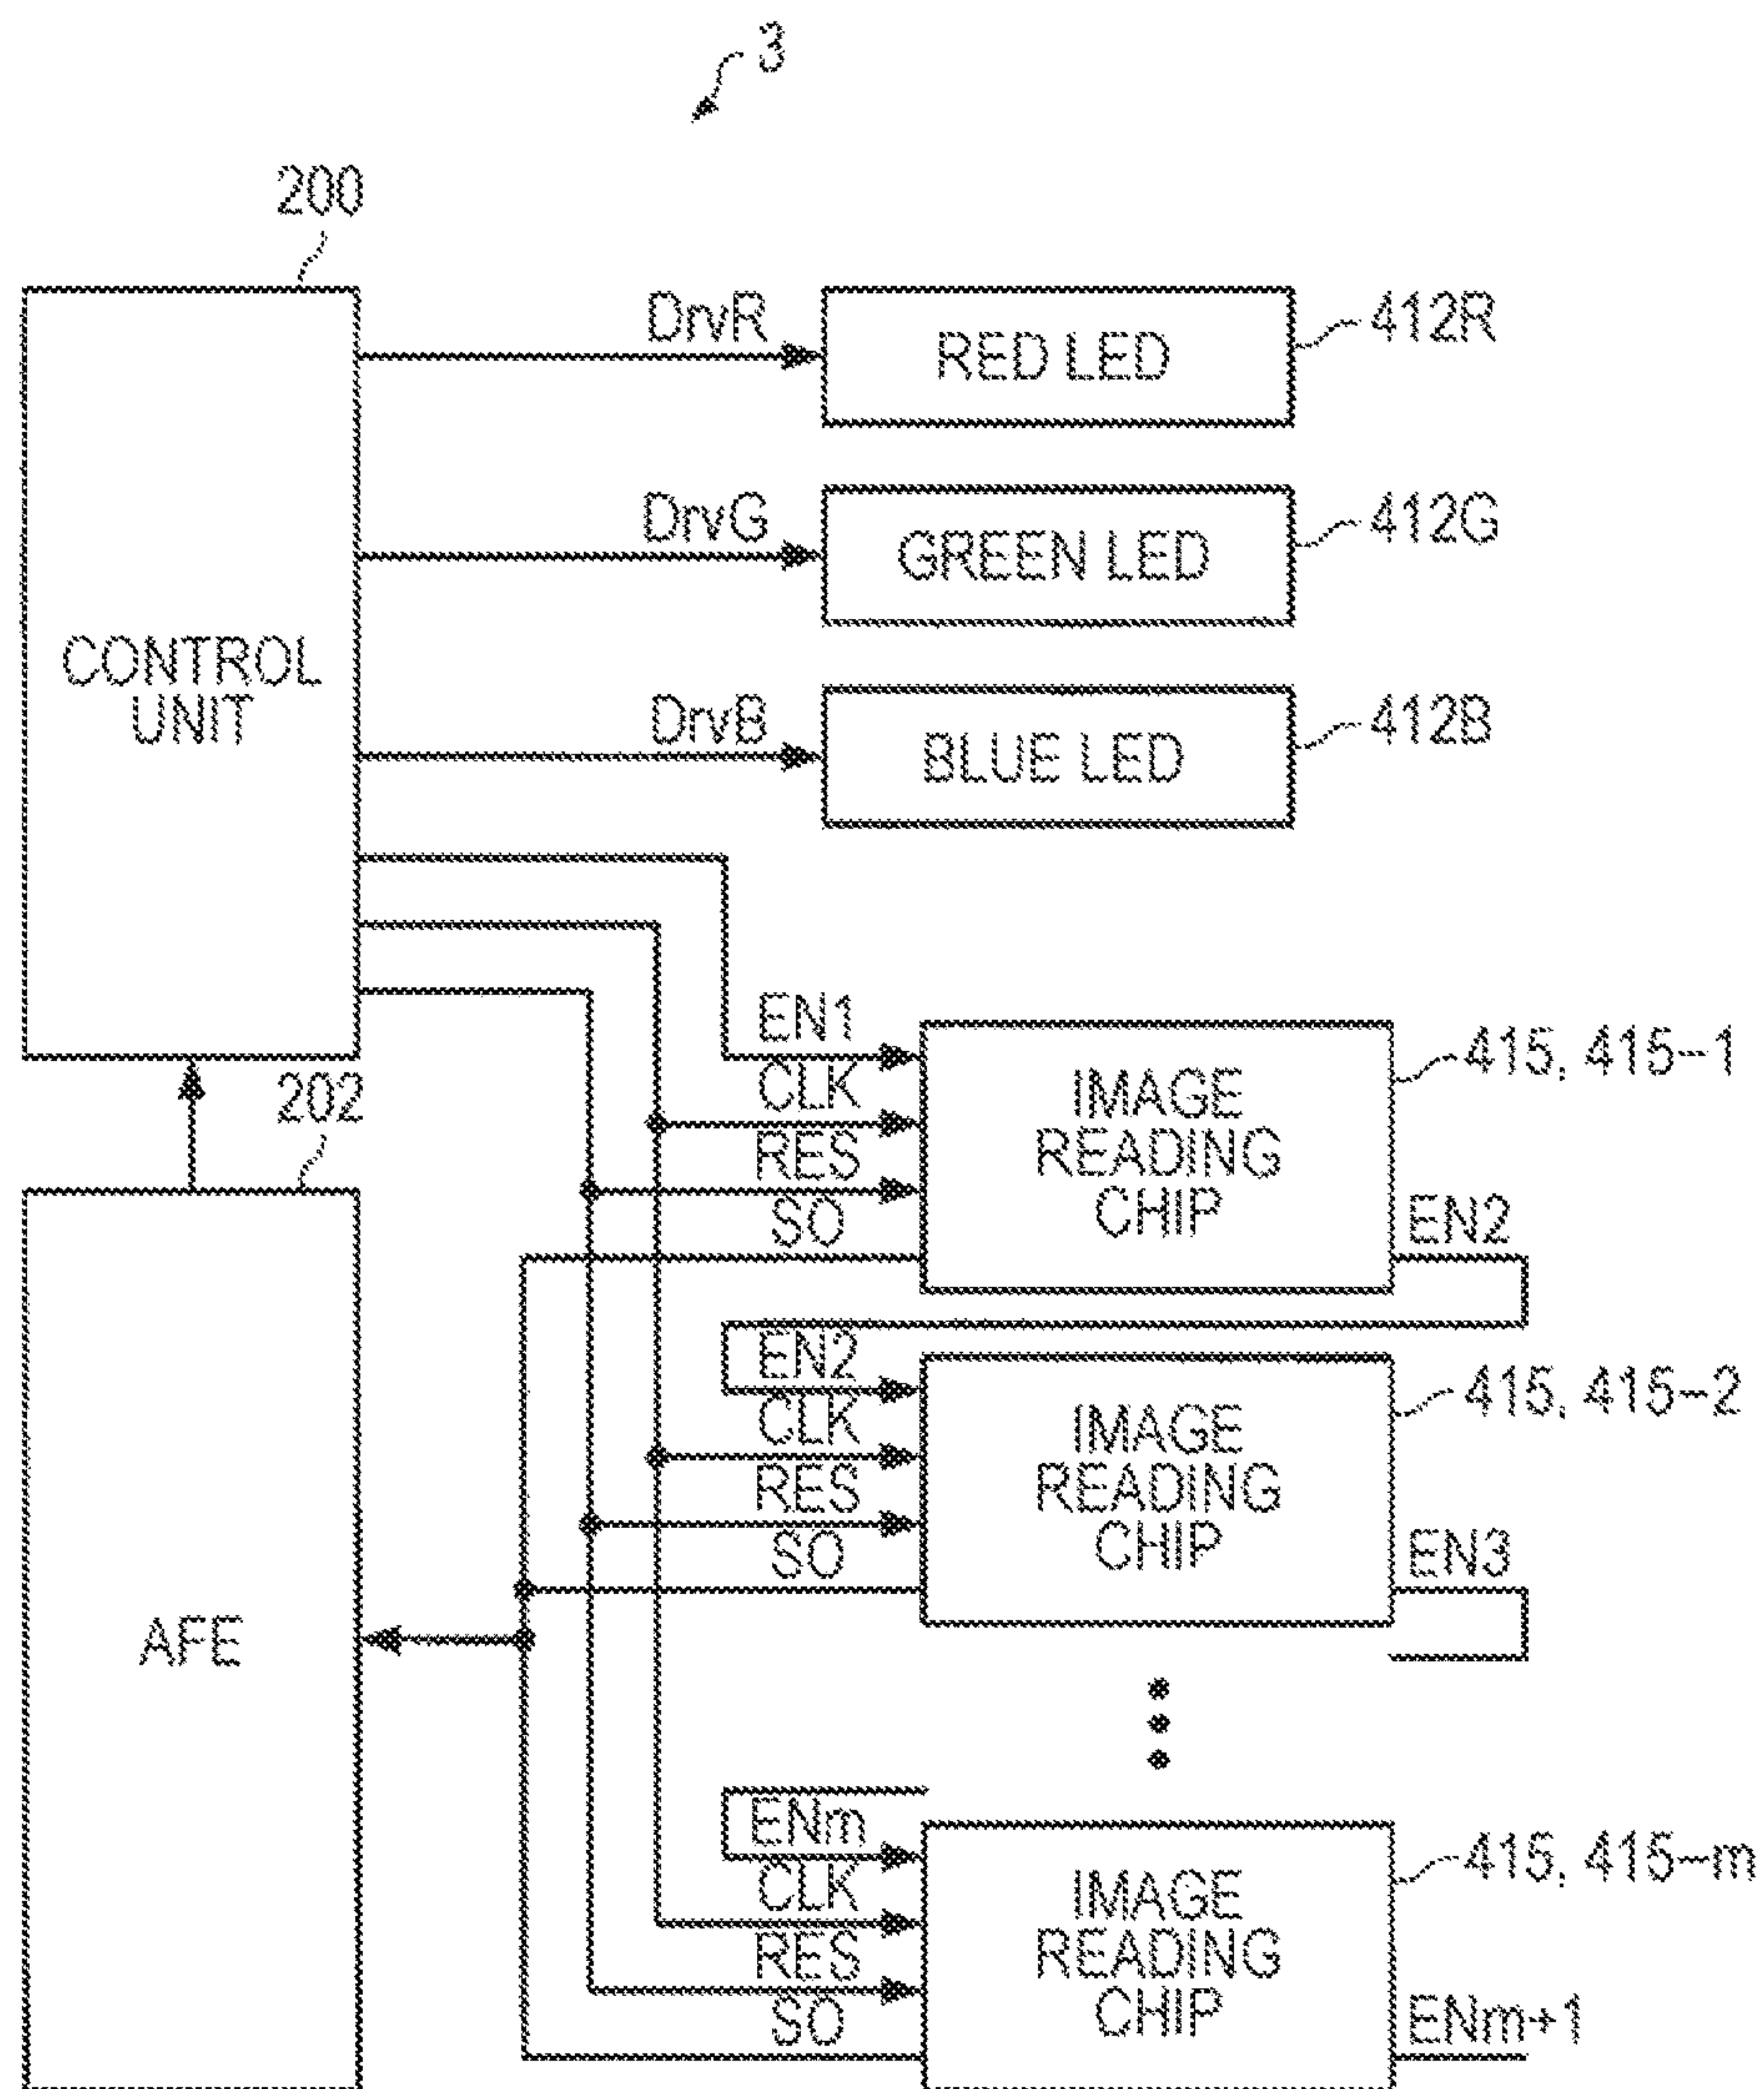 3
200
DrvR
RED LED
412R
DrvG
GREEN LED
412G
CONTROL
UNIT
DrvB
BLUE LED
412B
EN1
CLK
RES
SO
IMAGE
READING
CHIP
415, 415-1
EN2
202
AFE
EN2
CLK
RES
SO
IMAGE
READING
CHIP
415, 415-2
EN3
ENm
CLK
RES
SO
IMAGE
READING
CHIP
415, 415-m
ENm+1